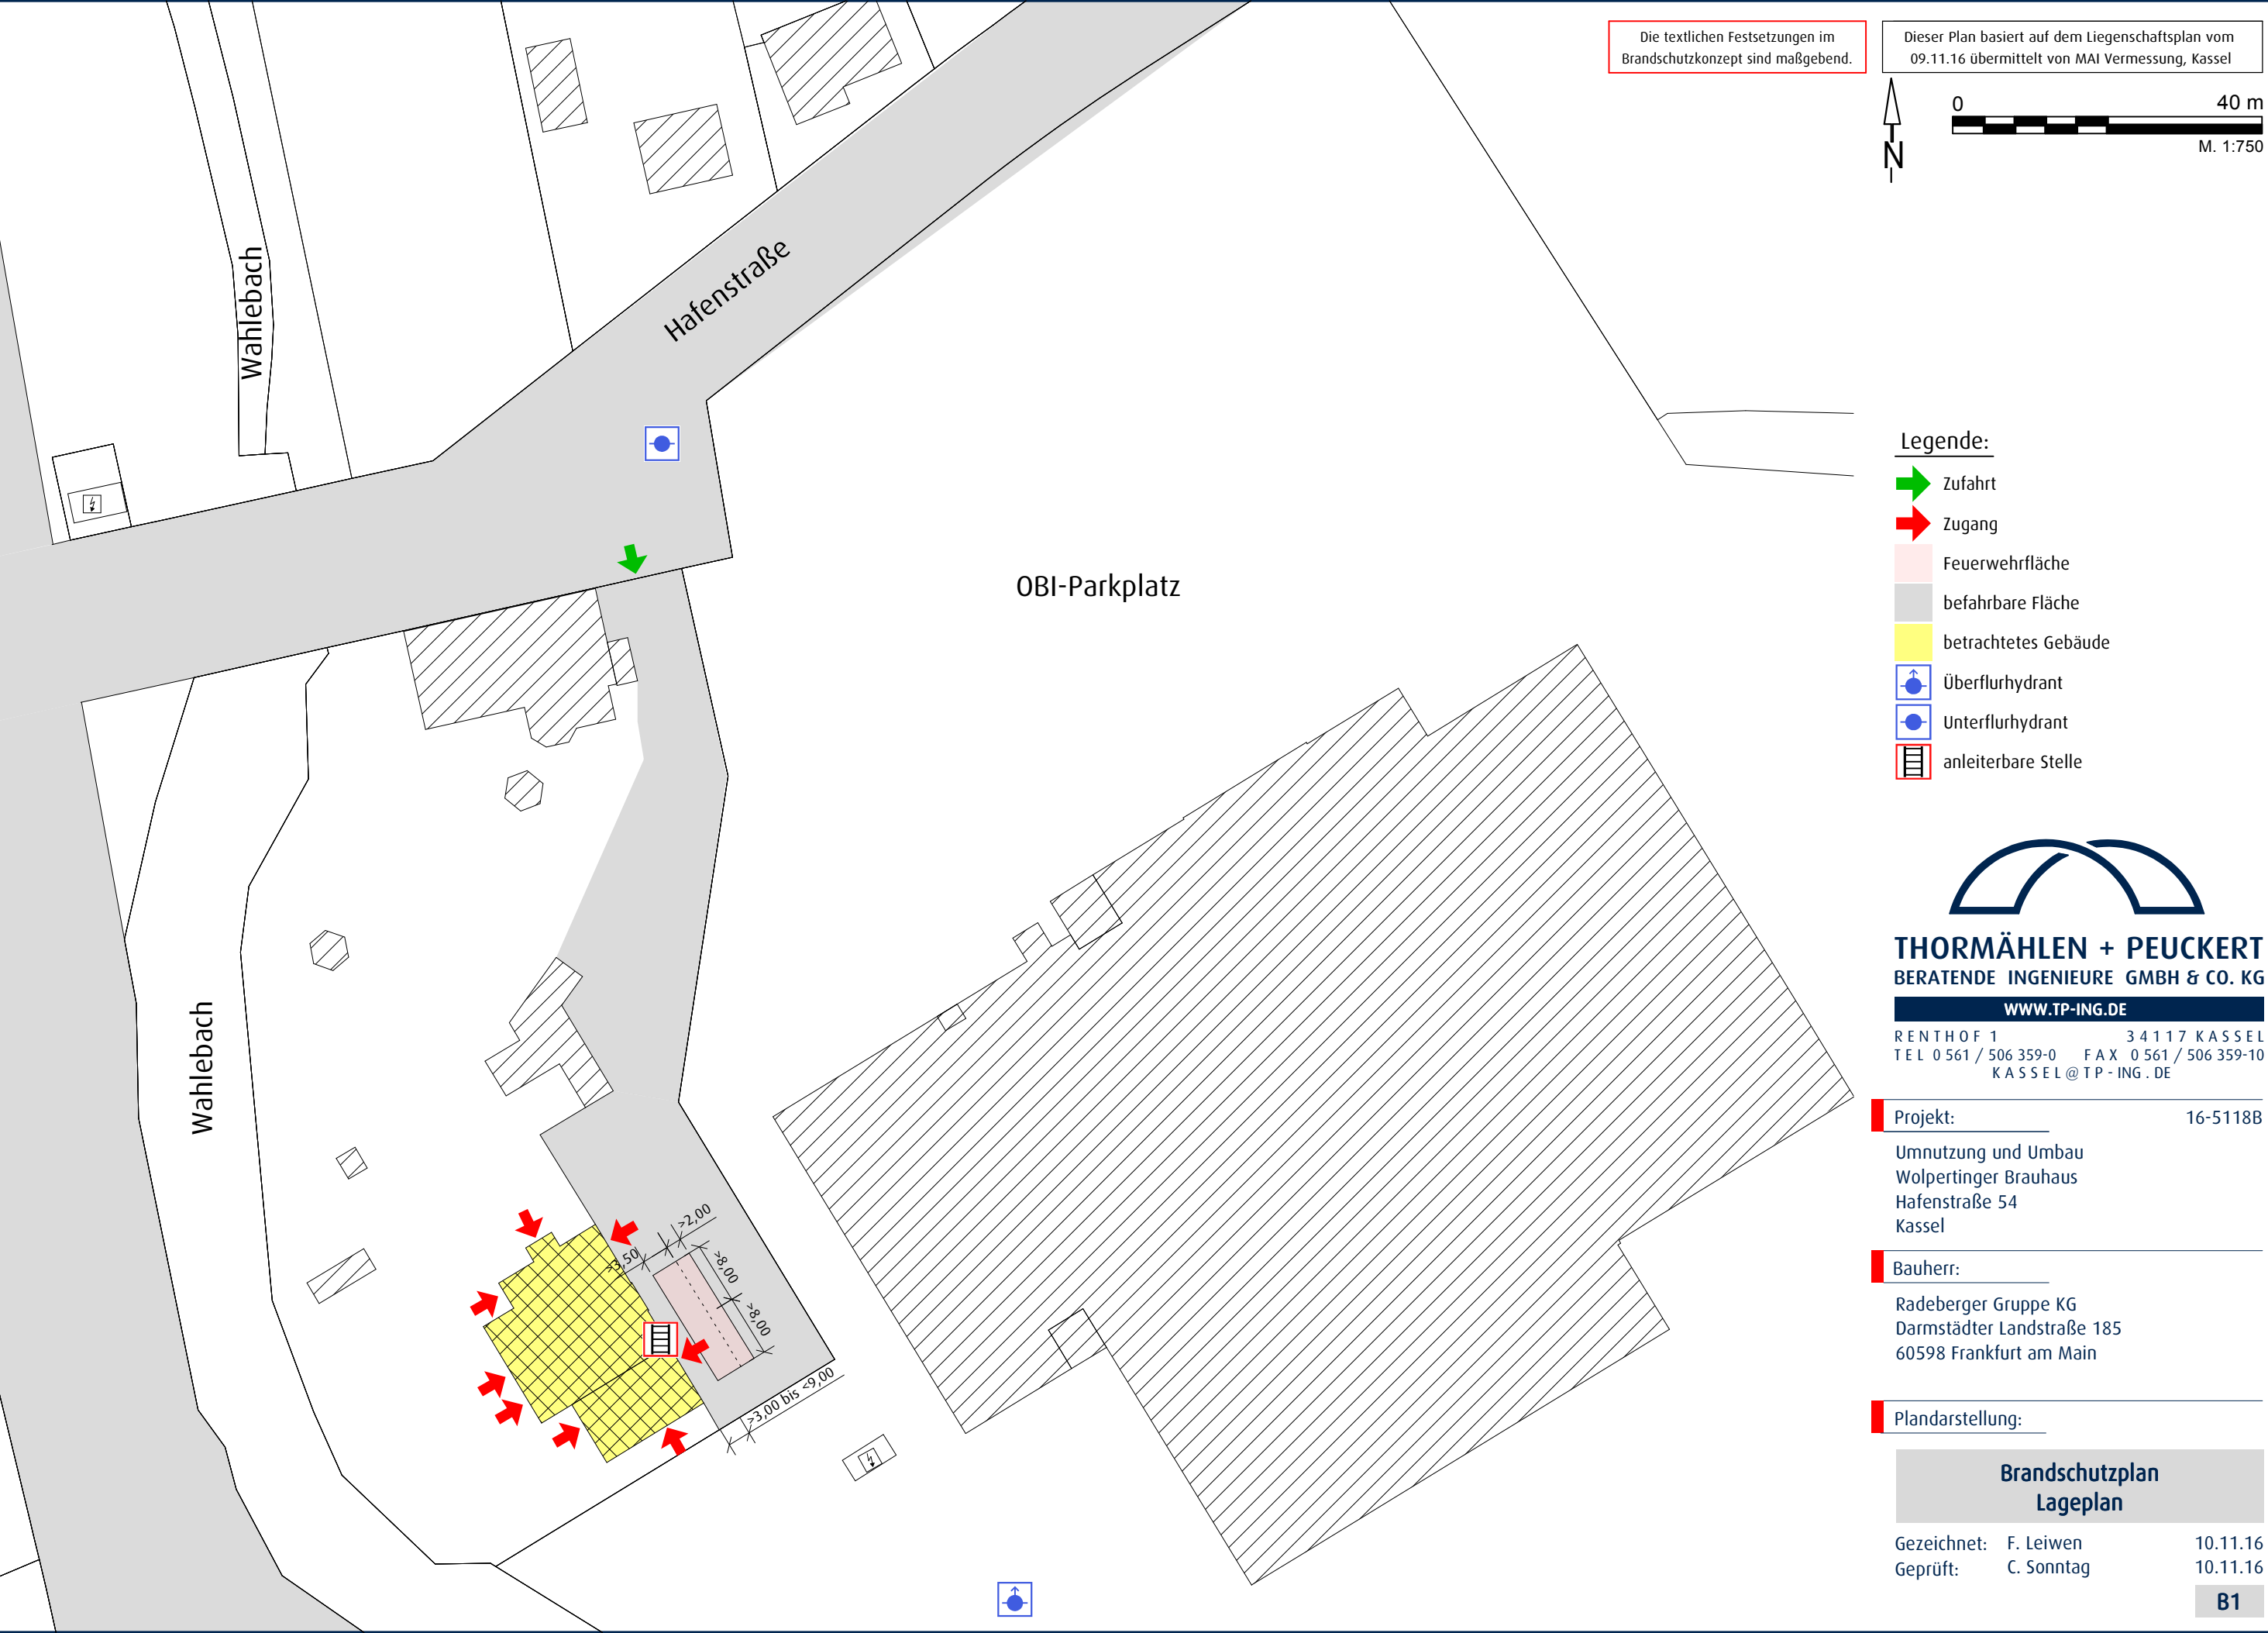 Die textlichen Festsetzungen im
Brandschutzkonzept sind maßgebend.
Dieser Plan basiert auf dem Liegenschaftsplan vom
09.11.16 übermittelt von MAI Vermessung, Kassel
0 40 m
M. 1:750
N
Wahlebach
Hafenstraße
OBI-Parkplatz
Wahlebach
>2,00
>3,50
>8,00
>8,00
>3,00 bis <9,00
Legende:
Zufahrt
Zugang
Feuerwehrfläche
befahrbare Fläche
betrachtetes Gebäude
Überflurhydrant
Unterflurhydrant
anleiterbare Stelle
THORMÄHLEN + PEUCKERT
BERATENDE INGENIEURE GMBH & CO. KG
WWW.TP-ING.DE
RENTHOF 1 34117 KASSEL
TEL 0 561 / 506 359-0 FAX 0 561 / 506 359-10
KASSEL@TP-ING.DE
Projekt: 16-5118B
Umnutzung und Umbau
Wolpertinger Brauhaus
Hafenstraße 54
Kassel
Bauherr:
Radeberger Gruppe KG
Darmstädter Landstraße 185
60598 Frankfurt am Main
Plandarstellung:
Brandschutzplan
Lageplan
Gezeichnet: F. Leiwen 10.11.16
Geprüft: C. Sonntag 10.11.16
B1